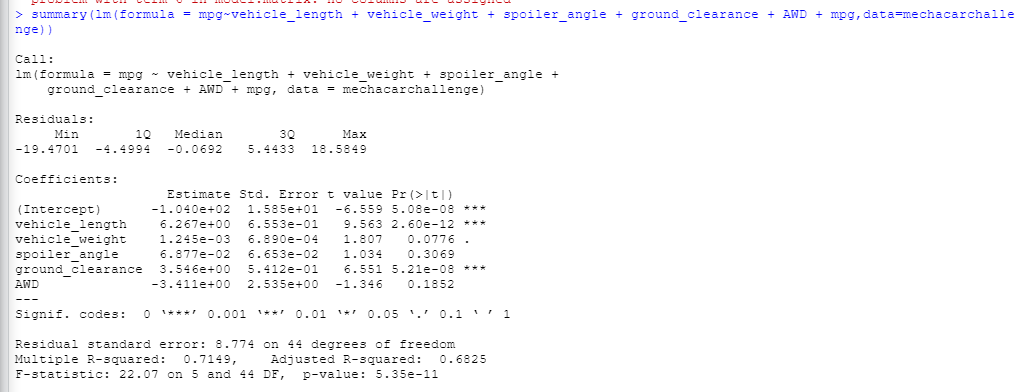 problem with term 6 in model.matrix: no columns are assigned
> summary(lm(formula = mpg~vehicle_length + vehicle_weight + spoiler_angle + ground_clearance + AWD + mpg,data=mechacarchalle
nge))
Call:
lm(formula = mpg ~ vehicle_length + vehicle_weight + spoiler_angle +
    ground_clearance + AWD + mpg, data = mechacarchallenge)
Residuals:
     Min       1Q   Median       3Q      Max
-19.4701  -4.4994  -0.0692   5.4433  18.5849
Coefficients:
                   Estimate Std. Error t value Pr(>|t|)
(Intercept)      -1.040e+02  1.585e+01  -6.559 5.08e-08 ***
vehicle_length    6.267e+00  6.553e-01   9.563 2.60e-12 ***
vehicle_weight    1.245e-03  6.890e-04   1.807   0.0776 .
spoiler_angle     6.877e-02  6.653e-02   1.034   0.3069
ground_clearance  3.546e+00  5.412e-01   6.551 5.21e-08 ***
AWD              -3.411e+00  2.535e+00  -1.346   0.1852
---
Signif. codes:  0 ‘***’ 0.001 ‘**’ 0.01 ‘*’ 0.05 ‘.’ 0.1 ‘ ’ 1
Residual standard error: 8.774 on 44 degrees of freedom
Multiple R-squared:  0.7149,    Adjusted R-squared:  0.6825
F-statistic: 22.07 on 5 and 44 DF,  p-value: 5.35e-11